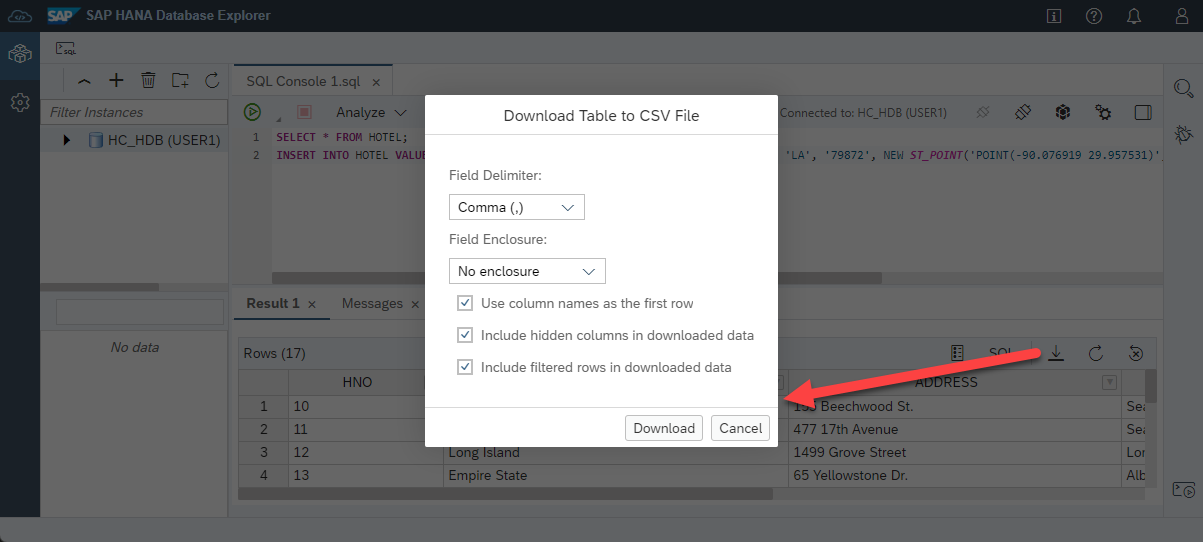 SAP SAP HANA Database Explorer
SQL
SQL Console 1.sql
Filter Instances
HC_HDB (USER1)
Analyze
Connected to: HC_HDB (USER1)
1 SELECT * FROM HOTEL;
2 INSERT INTO HOTEL VALUE 'LA', '79872', NEW ST_POINT('POINT(-90.076919 29.957531)'
Download Table to CSV File
Field Delimiter:
Comma (,)
Field Enclosure:
No enclosure
Use column names as the first row
Include hidden columns in downloaded data
Include filtered rows in downloaded data
Download Cancel
Result 1 Messages
No data
Rows (17) SQL
HNO ADDRESS
1 10 Beechwood St. Sea
2 11 477 17th Avenue Sea
3 12 Long Island 1499 Grove Street Lon
4 13 Empire State 65 Yellowstone Dr. Alb